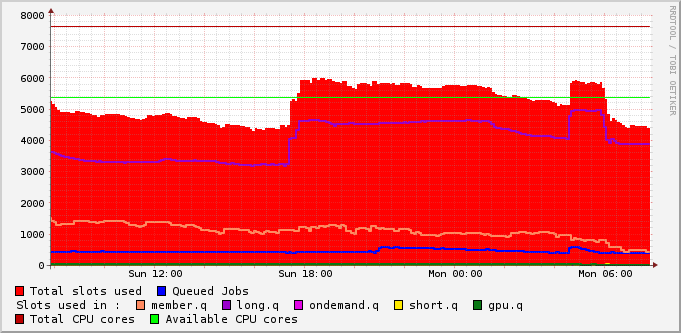 8000
7000
6000
5000
4000
3000
2000
1000
0
Sun 12:00 Sun 18:00 Mon 00:00 Mon 06:00
RRDTOOL / TOBI OETIKER
Total slots used Queued Jobs
Slots used in : member.q long.q ondemand.q short.q gpu.q
Total CPU cores Available CPU cores